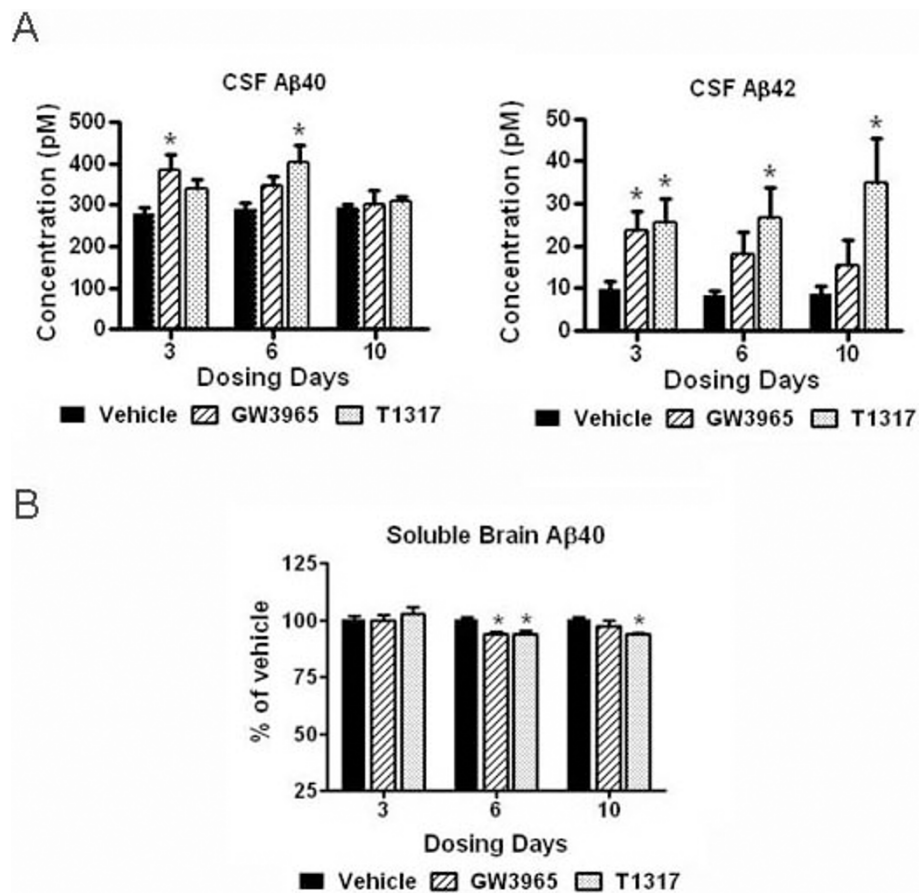 A
CSF Aβ40
Concentration (pM)
500
400
300
200
100
0
*
*
3
6
10
Dosing Days
Vehicle GW3965 T1317
CSF Aβ42
Concentration (pM)
50
40
30
20
10
0
*
*
*
*
3
6
10
Dosing Days
Vehicle GW3965 T1317
B
Soluble Brain Aβ40
% of vehicle
125
100
75
50
25
*
*
*
3
6
10
Dosing Days
Vehicle GW3965 T1317